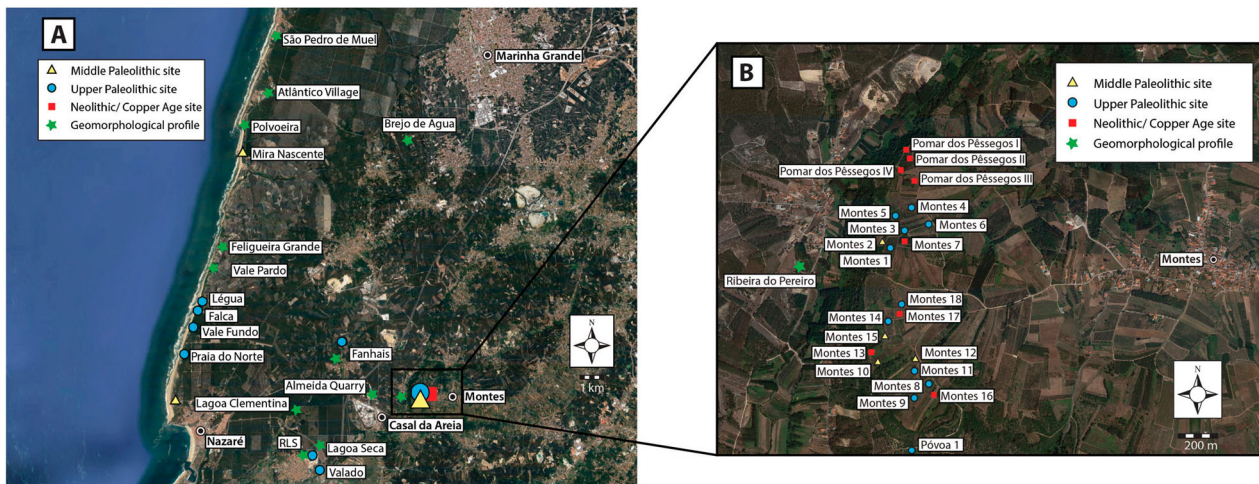 A
Middle Paleolithic site
Upper Paleolithic site
Neolithic/ Copper Age site
Geomorphological profile
São Pedro de Muel
Marinha Grande
Atlântico Village
Polvoeira
Brejo de Agua
Mira Nascente
Feligueira Grande
Vale Pardo
Légua
Falca
Vale Fundo
Praia do Norte
Fanhais
N
1 km
Almeida Quarry
Montes
Lagoa Clementina
Casal da Areia
Nazaré
RLS
Lagoa Seca
Valado
B
Middle Paleolithic site
Upper Paleolithic site
Neolithic/ Copper Age site
Geomorphological profile
Pomar dos Pêssegos I
Pomar dos Pêssegos II
Pomar dos Pêssegos IV
Pomar dos Pêssegos III
Montes 4
Montes 5
Montes 6
Montes 3
Montes 2
Montes 7
Montes 1
Montes
Ribeira do Pereiro
Montes 18
Montes 17
Montes 14
Montes 15
Montes 13
Montes 12
Montes 10
Montes 11
Montes 8
Montes 16
Montes 9
N
200 m
Póvoa 1